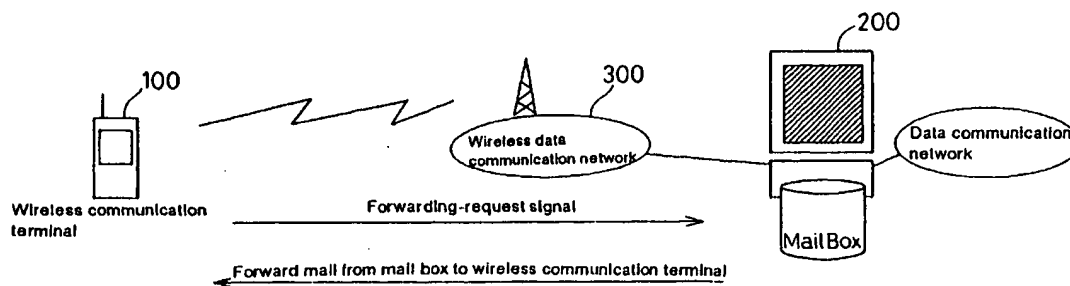 200
100
300
Wireless data
communication network
Data communication
network
Wireless communication
terminal
Forwarding-request signal
MailBox
Forward mail from mail box to wireless communication terminal